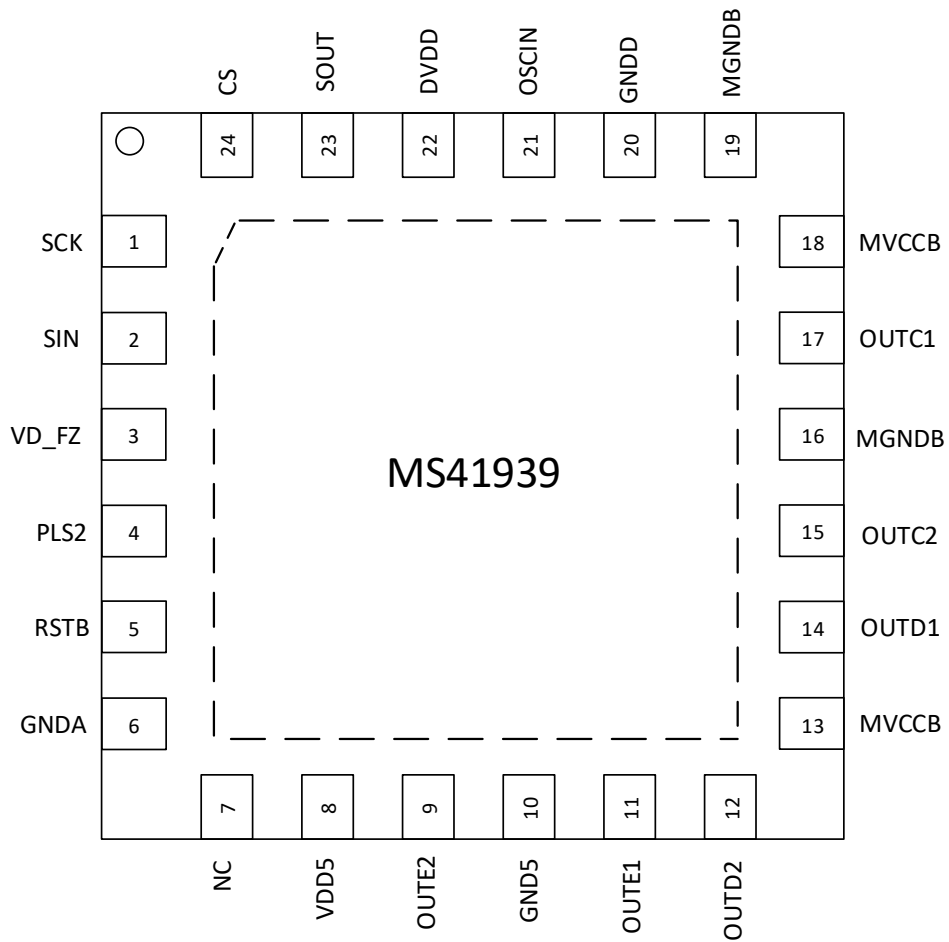 CS
SOUT
DVDD
OSCIN
GNDD
MGNDB
24
23
22
21
20
19
SCK 1
18 MVCCB
SIN 2
17 OUTC1
VD_FZ 3
16 MGNDB
MS41939
PLS2 4
15 OUTC2
RSTB 5
14 OUTD1
GNDA 6
13 MVCCB
7
8
9
10
11
12
NC
VDD5
OUTE2
GND5
OUTE1
OUTD2